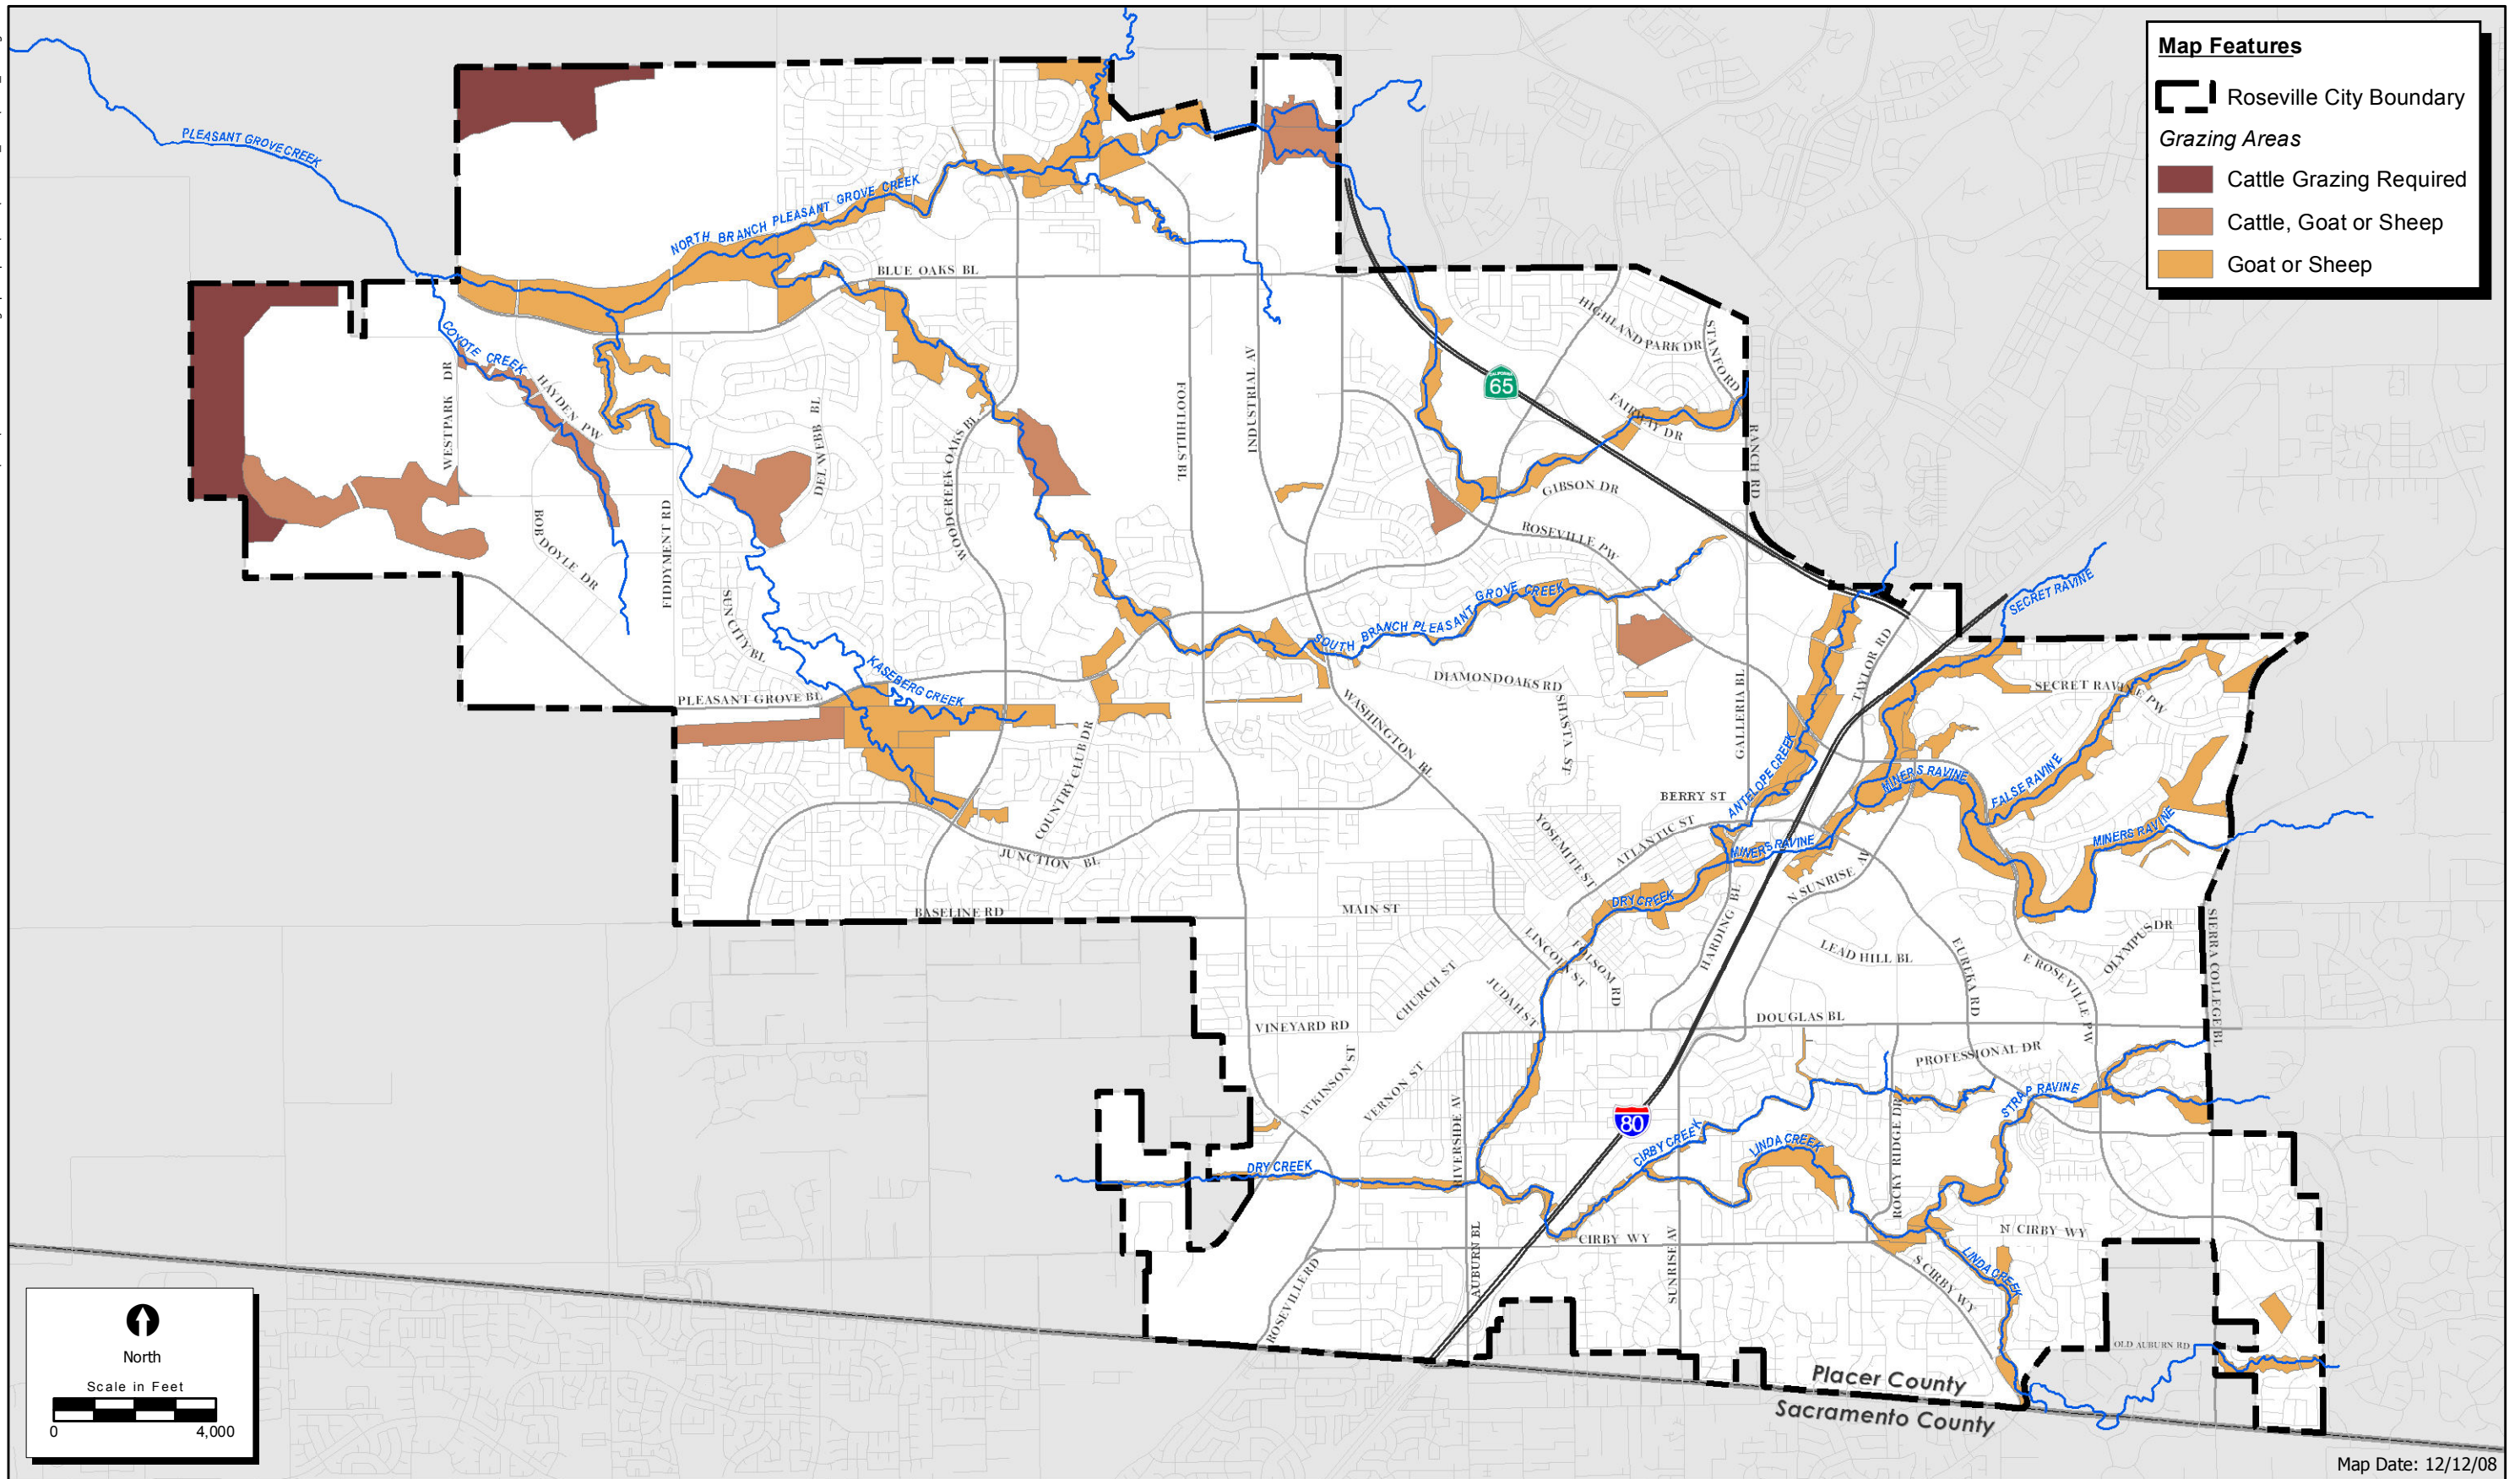 Map Features
Roseville City Boundary
Grazing Areas
Cattle Grazing Required
Cattle, Goat or Sheep
Goat or Sheep
PLEASANT GROVE CREEK
NORTH BRANCH PLEASANT GROVE CREEK
BLUE OAKS BL
COYOTE CREEK
HAYDEN PW
WESTPARK DR
BOB DOYLE DR
FIDDYMENT RD
DEL WEBB BL
SUN CITY BL
WOODCREEK OAKS BL
FOOTHILLS BL
INDUSTRIAL AV
HIGHLAND PARK DR
STANFORD
RANCH RD
CALIFORNIA
65
FAIRWAY DR
GIBSON DR
ROSEVILLE PW
SOUTH BRANCH PLEASANT GROVE CREEK
KASEBERG CREEK
PLEASANT GROVE BL
DIAMOND OAKS RD
SHASTA ST
GALLERIA BL
TAYLOR RD
SECRET RAVINE
SECRET RAVINE PW
WASHINGTON BL
COUNTRY CLUB DR
JUNCTION BL
BASELINE RD
BERRY ST
ANTELOPE CREEK
ATLANTIC ST
YOSEMITE ST
MINERS RAVINE
MINERS RAVINE
FALSE RAVINE
MINERS RAVINE
N SUNRISE AV
HARDING BL
DRY CREEK
MAIN ST
LINCOLN ST
FOLSOM RD
CHURCH ST
JUDAH ST
LEAD HILL BL
EUREKA RD
E ROSEVILLE PW
OLYMPUS DR
SIERRA COLLEGE BL
VINEYARD RD
DOUGLAS BL
PROFESSIONAL DR
ATKINSON ST
VERNON ST
RIVERSIDE AV
80
CIRBY CREEK
LINDA CREEK
ROCKY RIDGE DR
STRAP RAVINE
DRY CREEK
AUBURN BL
CIRBY WY
SUNRISE AV
N CIRBY WY
S CIRBY WY
LINDA CREEK
ROSEVILLE RD
OLD AUBURN RD
Placer County
Sacramento County
North
Scale in Feet
0 4,000
Map Date: 12/12/08